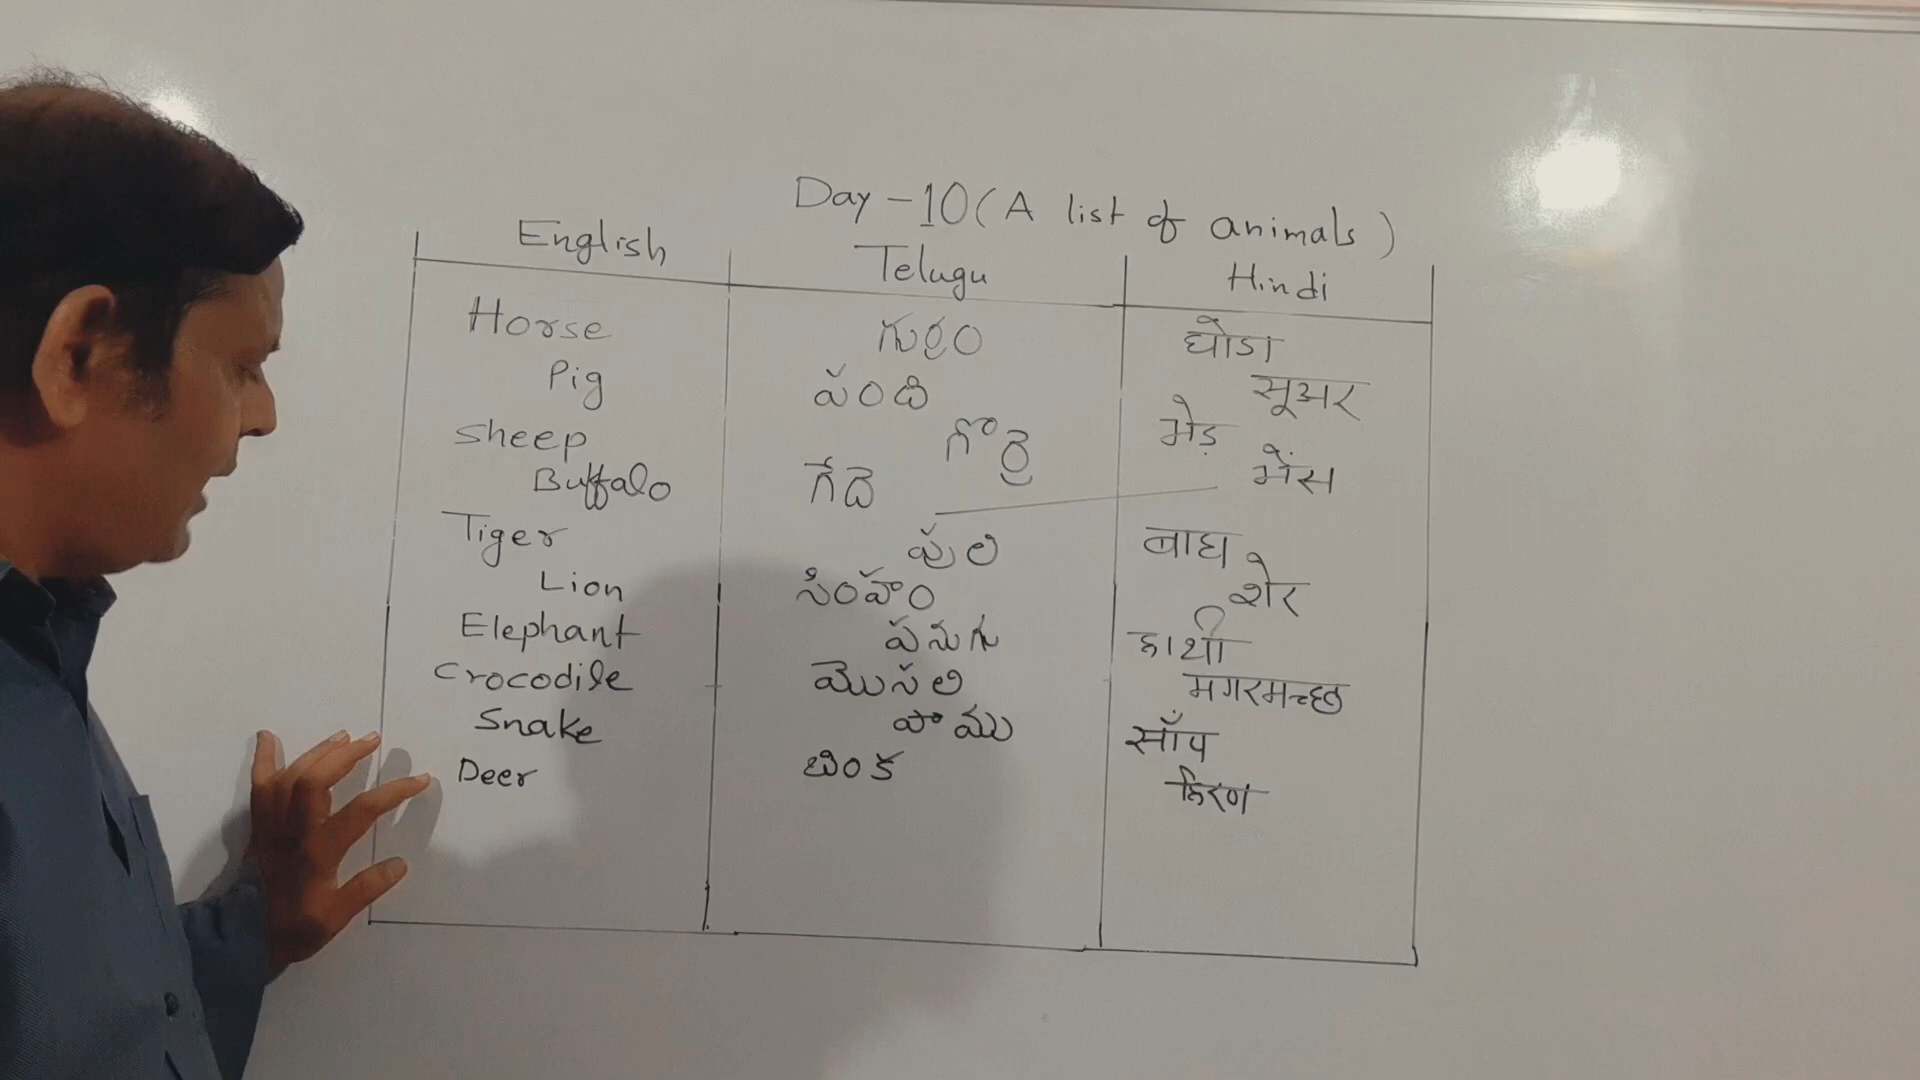 Day - 10 (A list of animals)
English Telugu Hindi
Horse గుర్రం घोडा
Pig పంది सूअर
Sheep గొర్రె भेड़
Buffalo గేదె भैंस
Tiger పులి बाघ
Lion సింహం शेर
Elephant ఏనుగు हाथी
Crocodile మొసలి मगरमच्छ
Snake పాము साँप
Deer జింక हिरण